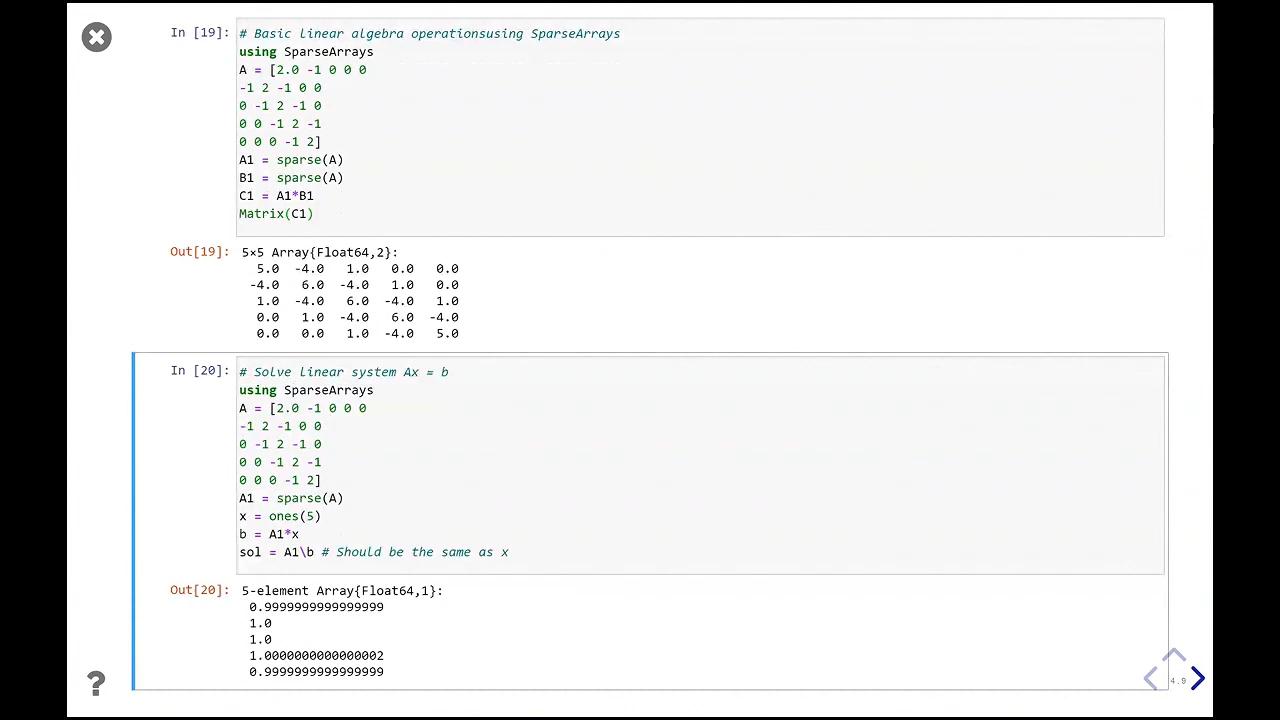 In [19]: # Basic linear algebra operationsusing SparseArrays
using SparseArrays
A = [2.0 -1 0 0 0
-1 2 -1 0 0
0 -1 2 -1 0
0 0 -1 2 -1
0 0 0 -1 2]
A1 = sparse(A)
B1 = sparse(A)
C1 = A1*B1
Matrix(C1)
Out[19]: 5×5 Array{Float64,2}:
5.0 -4.0 1.0 0.0 0.0
-4.0 6.0 -4.0 1.0 0.0
1.0 -4.0 6.0 -4.0 1.0
0.0 1.0 -4.0 6.0 -4.0
0.0 0.0 1.0 -4.0 5.0
In [20]: # Solve linear system Ax = b
using SparseArrays
A = [2.0 -1 0 0 0
-1 2 -1 0 0
0 -1 2 -1 0
0 0 -1 2 -1
0 0 0 -1 2]
A1 = sparse(A)
x = ones(5)
b = A1*x
sol = A1\b # Should be the same as x
Out[20]: 5-element Array{Float64,1}:
0.9999999999999999
1.0
1.0
1.0000000000000002
0.9999999999999999
?
4.9